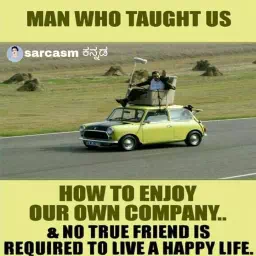 MAN WHO TAUGHT US
sarcasm ಕನ್ನಡ
HOW TO ENJOY
OUR OWN COMPANY..
& NO TRUE FRIEND IS
REQUIRED TO LIVE A HAPPY LIFE.